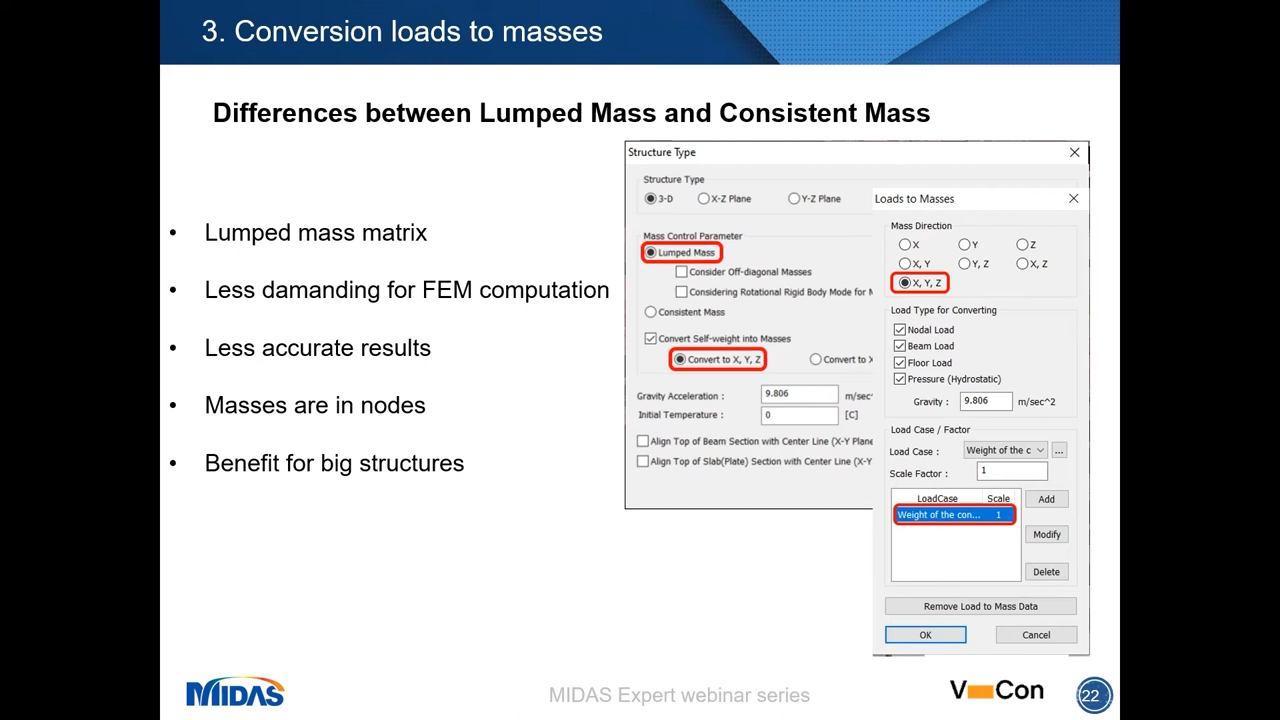 3. Conversion loads to masses
Differences between Lumped Mass and Consistent Mass
• Lumped mass matrix
• Less damanding for FEM computation
• Less accurate results
• Masses are in nodes
• Benefit for big structures
Structure Type
Structure Type
3-D X-Z Plane Y-Z Plane
Mass Control Parameter
Lumped Mass
Consider Off-diagonal Masses
Considering Rotational Rigid Body Mode for M
Consistent Mass
Convert Self-weight into Masses
Convert to X, Y, Z Convert to X
Gravity Acceleration : 9.806 m/sec^
Initial Temperature : 0 [C]
Align Top of Beam Section with Center Line (X-Y Plane
Align Top of Slab(Plate) Section with Center Line (X-Y
Loads to Masses
Mass Direction
X Y Z
X, Y Y, Z X, Z
X, Y, Z
Load Type for Converting
Nodal Load
Beam Load
Floor Load
Pressure (Hydrostatic)
Gravity : 9.806 m/sec^2
Load Case / Factor
Load Case : Weight of the c ...
Scale Factor : 1
LoadCase Scale
Weight of the con... 1
Add
Modify
Delete
Remove Load to Mass Data
OK Cancel
MIDAS
MIDAS Expert webinar series
V Con
22